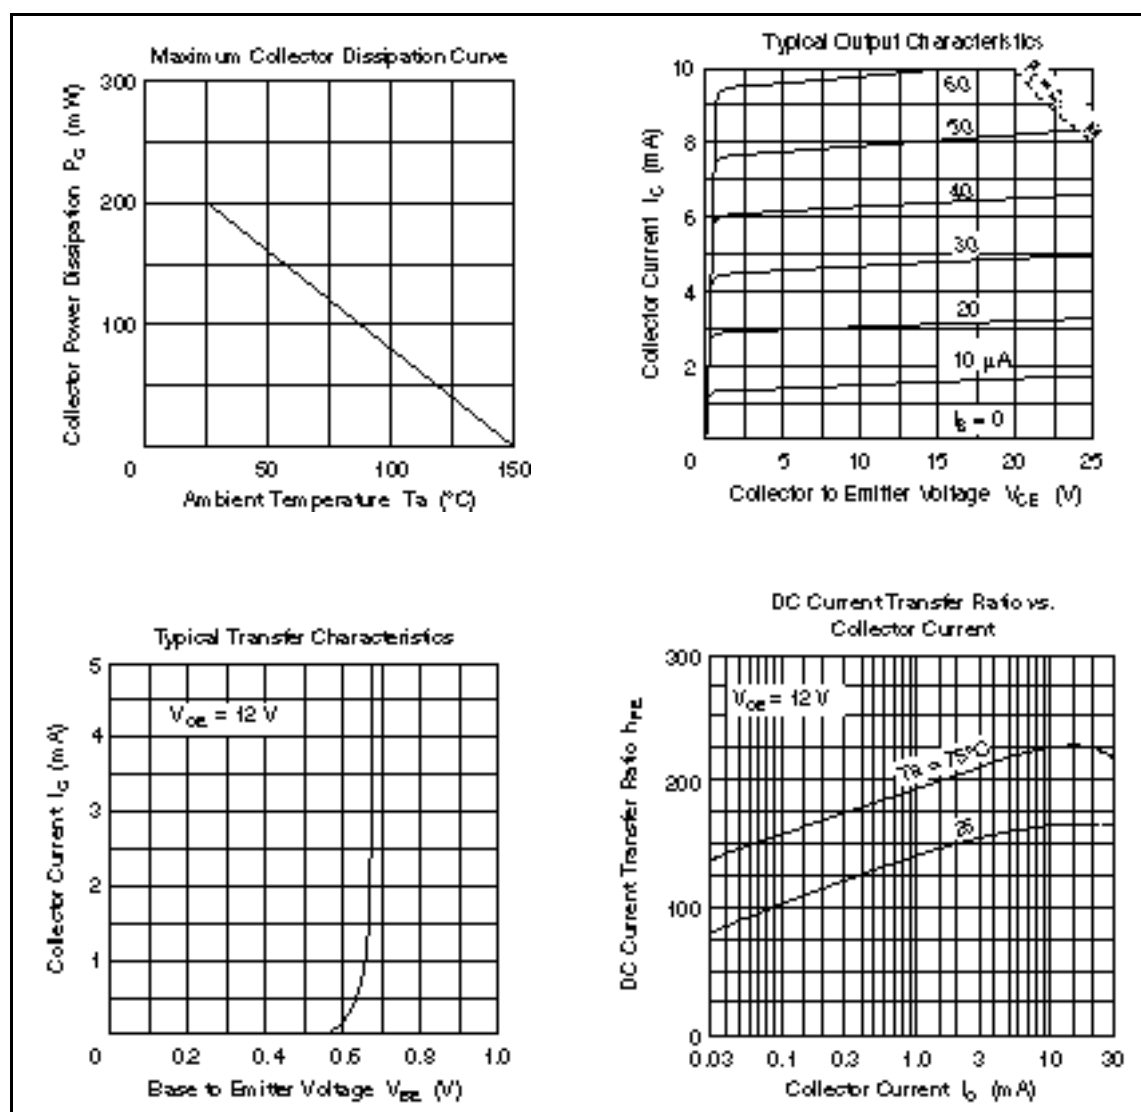 Maximum Collector Dissipation Curve
Collector Power Dissipation P_C (mW)
300
200
100
0
50
100
150
Ambient Temperature Ta (°C)
Typical Output Characteristics
Collector Current I_C (mA)
10
8
6
4
2
0
5
10
15
20
25
60
50
40
30
20
10 µA
I_B = 0
Collector to Emitter Voltage V_CE (V)
Typical Transfer Characteristics
Collector Current I_C (mA)
5
4
3
2
1
V_CE = 12 V
0
0.2
0.4
0.6
0.8
1.0
Base to Emitter Voltage V_BE (V)
DC Current Transfer Ratio vs.
Collector Current
DC Current Transfer Ratio h_FE
300
200
100
0
V_CE = 12 V
Ta = 75°C
25
0.03
0.1
0.3
1.0
3
10
30
Collector Current I_C (mA)